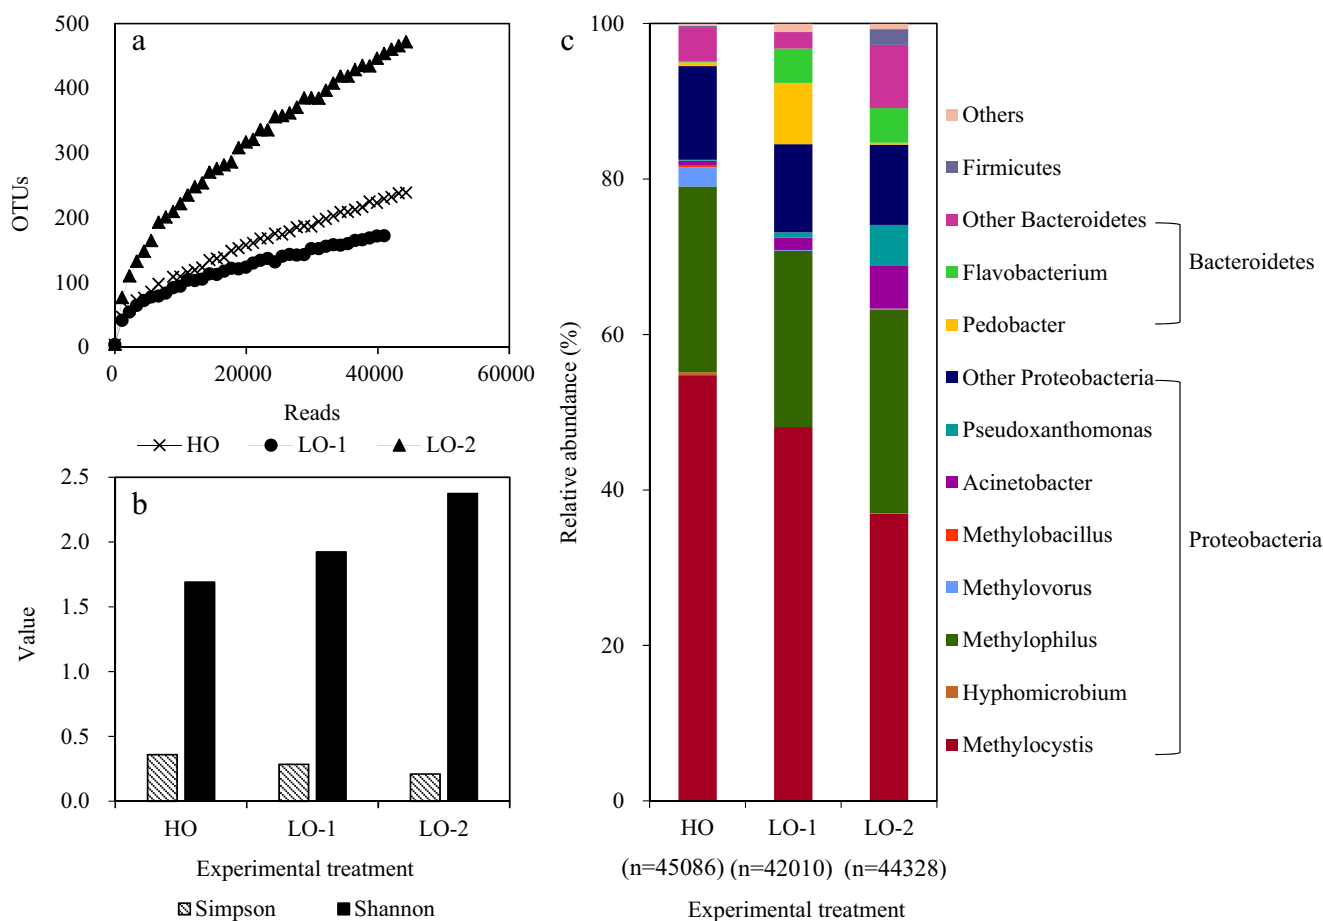 a
500
400
300
200
100
0
OTUs
0 20000 40000 60000
Reads
HO LO-1 LO-2
b
2.5
2.0
1.5
1.0
0.5
0.0
Value
HO LO-1 LO-2
Experimental treatment
Simpson Shannon
c
100
80
60
40
20
0
Relative abundance (%)
HO LO-1 LO-2
(n=45086) (n=42010) (n=44328)
Experimental treatment
Others
Firmicutes
Other Bacteroidetes
Flavobacterium
Pedobacter
Bacteroidetes
Other Proteobacteria
Pseudoxanthomonas
Acinetobacter
Methylobacillus
Methylovorus
Methylophilus
Hyphomicrobium
Methylocystis
Proteobacteria